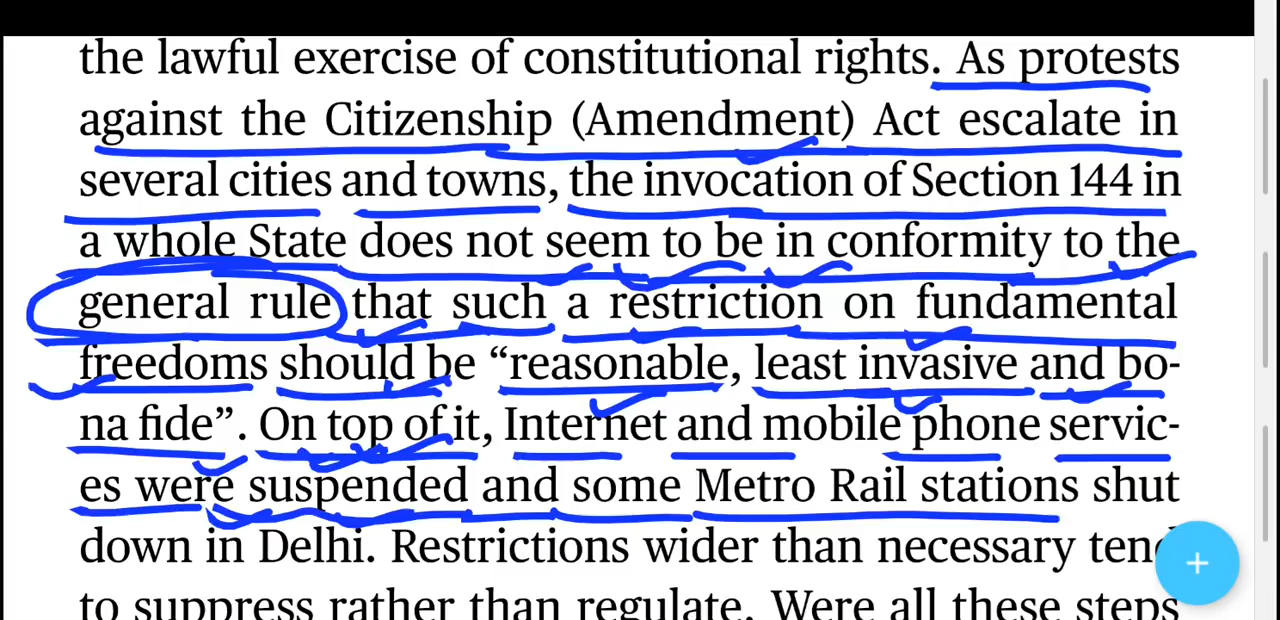 the lawful exercise of constitutional rights. As protests
against the Citizenship (Amendment) Act escalate in
several cities and towns, the invocation of Section 144 in
a whole State does not seem to be in conformity to the
general rule that such a restriction on fundamental
freedoms should be “reasonable, least invasive and bo-
na fide”. On top of it, Internet and mobile phone servic-
es were suspended and some Metro Rail stations shut
down in Delhi. Restrictions wider than necessary tend
to suppress rather than regulate. Were all these steps